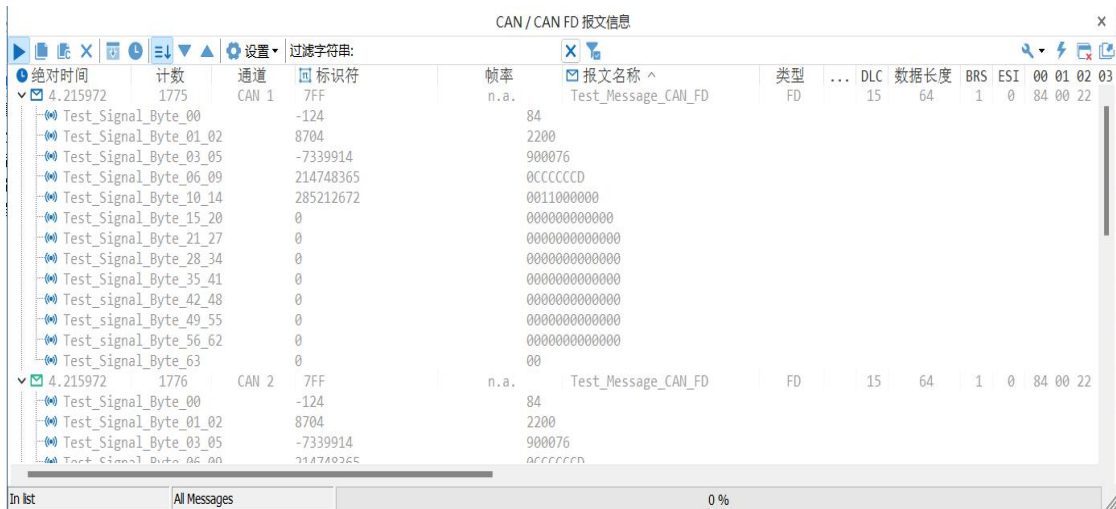 CAN / CAN FD 报文信息
设置 过滤字符串:
绝对时间 计数 通道 标识符 帧率 报文名称 类型 ... DLC 数据长度 BRS ESI 00 01 02 03
4.215972 1775 CAN 1 7FF n.a. Test_Message_CAN_FD FD 15 64 1 0 84 00 22
Test_Signal_Byte_00 -124 84
Test_Signal_Byte_01_02 8704 2200
Test_Signal_Byte_03_05 -7339914 900076
Test_Signal_Byte_06_09 214748365 0CCCCCCD
Test_Signal_Byte_10_14 285212672 0011000000
Test_Signal_Byte_15_20 0 000000000000
Test_Signal_Byte_21_27 0 0000000000000
Test_Signal_Byte_28_34 0 0000000000000
Test_Signal_Byte_35_41 0 0000000000000
Test_signal_Byte_42_48 0 0000000000000
Test_signal_Byte_49_55 0 0000000000000
Test_Signal_Byte_56_62 0 0000000000000
Test_Signal_Byte_63 0 00
4.215972 1776 CAN 2 7FF n.a. Test_Message_CAN_FD FD 15 64 1 0 84 00 22
Test_Signal_Byte_00 -124 84
Test_Signal_Byte_01_02 8704 2200
Test_Signal_Byte_03_05 -7339914 900076
Test_Signal_Byte_06_09 214748365 0CCCCCCD
In list All Messages 0 %